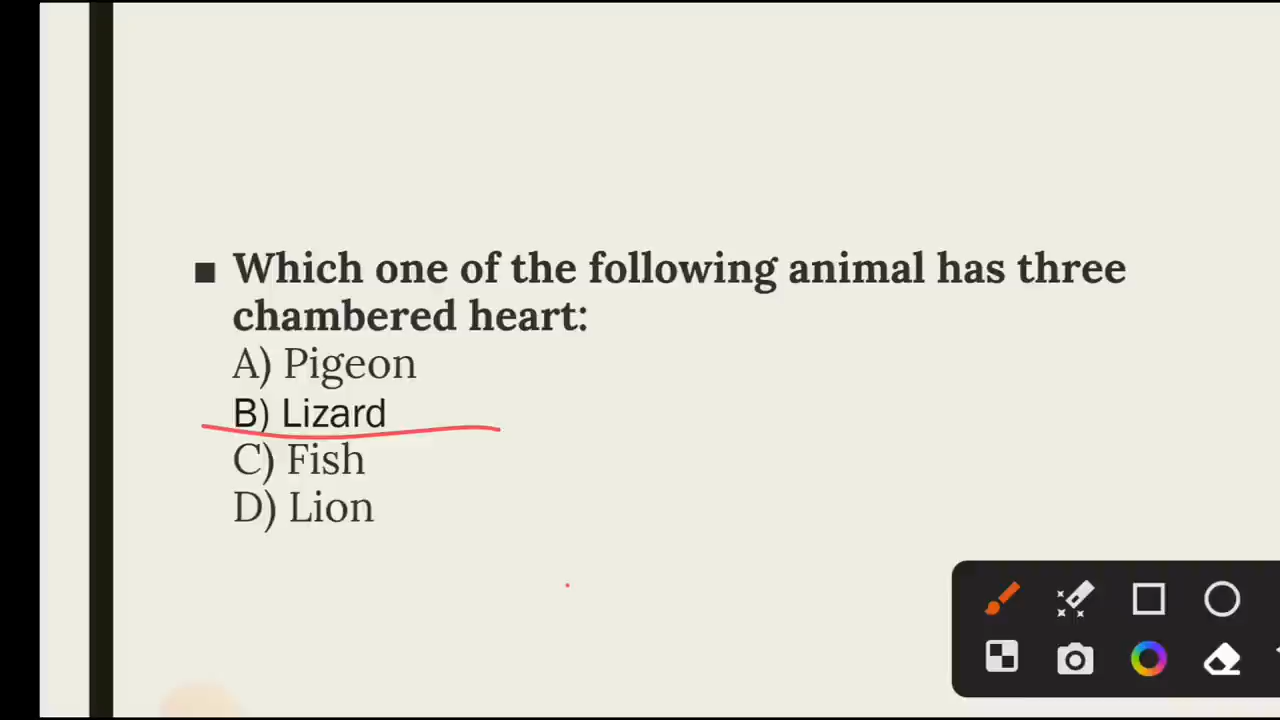 ■ Which one of the following animal has three
chambered heart:
A) Pigeon
B) Lizard
C) Fish
D) Lion